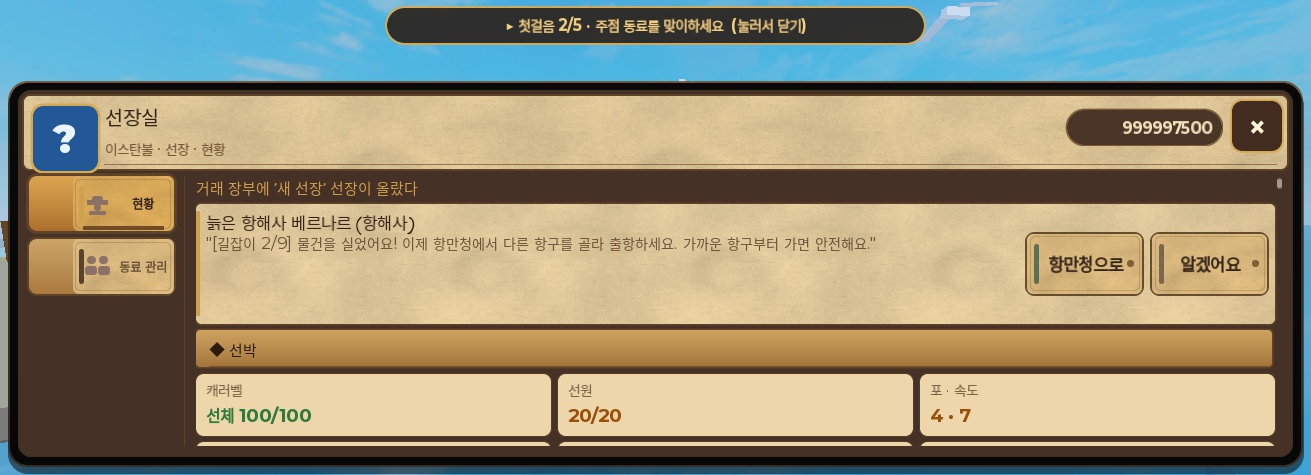 ▸ 첫걸음 2/5 · 주점 동료를 맞이하세요 (눌러서 닫기)
?
선장실
이스탄불 · 선장 · 현황
999997500
×
현황
동료 관리
거래 장부에 '새 선장' 선장이 올랐다
늙은 항해사 베르나르 (항해사)
"[길잡이 2/9] 물건을 실었어요! 이제 항만청에서 다른 항구를 골라 출항하세요. 가까운 항구부터 가면 안전해요."
항만청으로
알겠어요
◆ 선박
캐러벨
선체 100/100
선원
20/20
포 · 속도
4 · 7